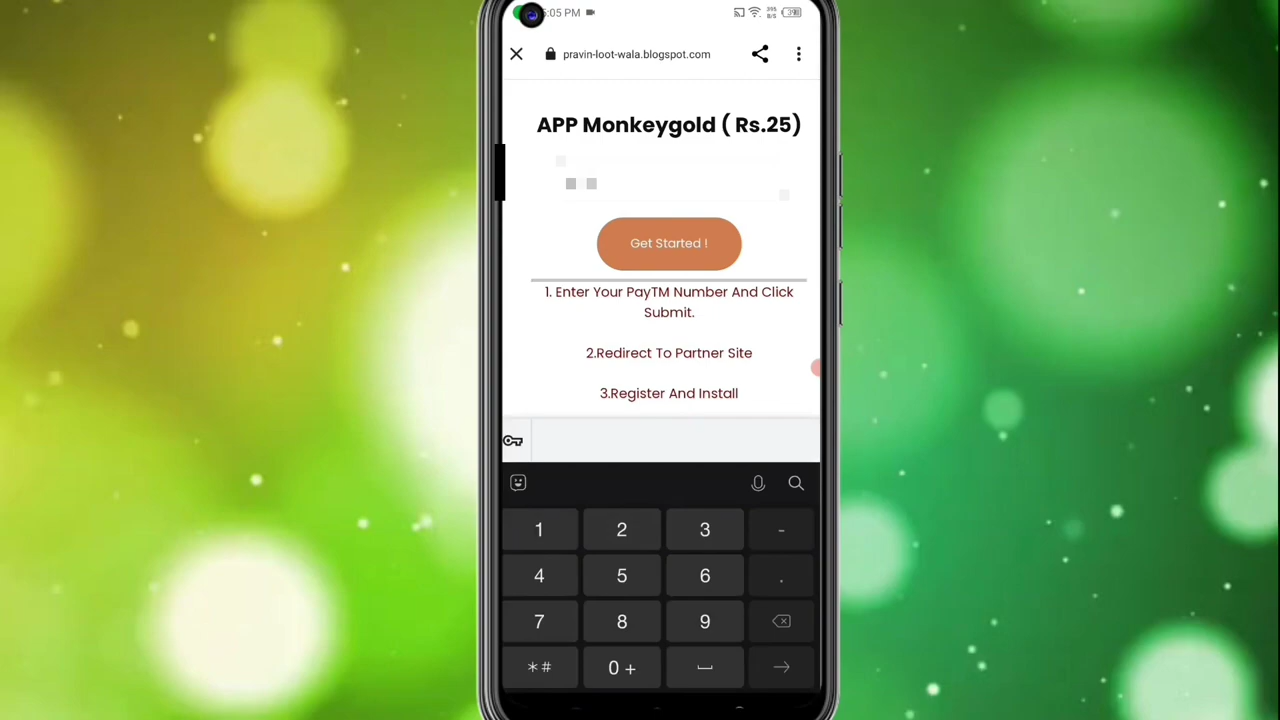 5:05 PM
pravin-loot-wala.blogspot.com
APP Monkeygold ( Rs.25)
Get Started !
1. Enter Your PayTM Number And Click
Submit.
2.Redirect To Partner Site
3.Register And Install
1 2 3 -
4 5 6 .
7 8 9
*# 0 +